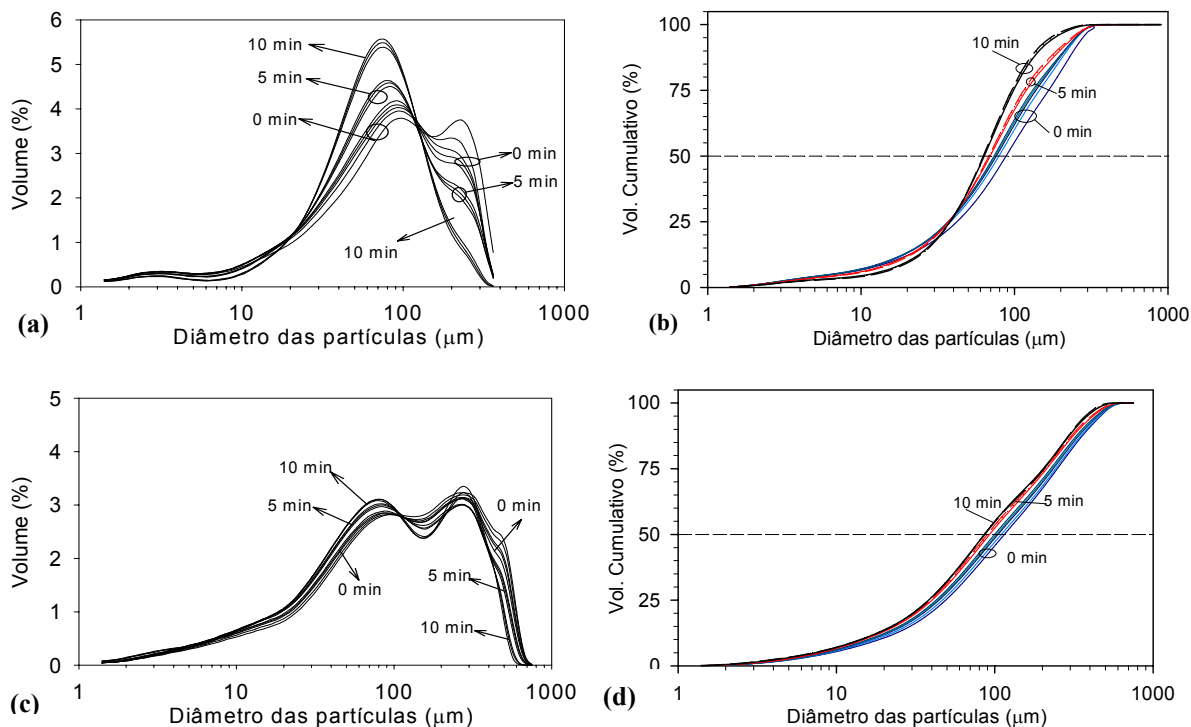 6
5
4
3
2
1
0
Volume (%)
10 min
5 min
0 min
0 min
5 min
10 min
1
10
100
1000
Diâmetro das partículas (μm)
(a)
100
75
50
25
0
Vol. Cumulativo (%)
10 min
5 min
0 min
1
10
100
1000
Diâmetro das partículas (μm)
(b)
5
4
3
2
1
0
Volume (%)
10 min
5 min
0 min
0 min
5 min
10 min
1
10
100
1000
Diâmetro das partículas (μm)
(c)
100
75
50
25
0
Vol. Cumulativo (%)
10 min
5 min
0 min
1
10
100
1000
Diâmetro das partículas (μm)
(d)